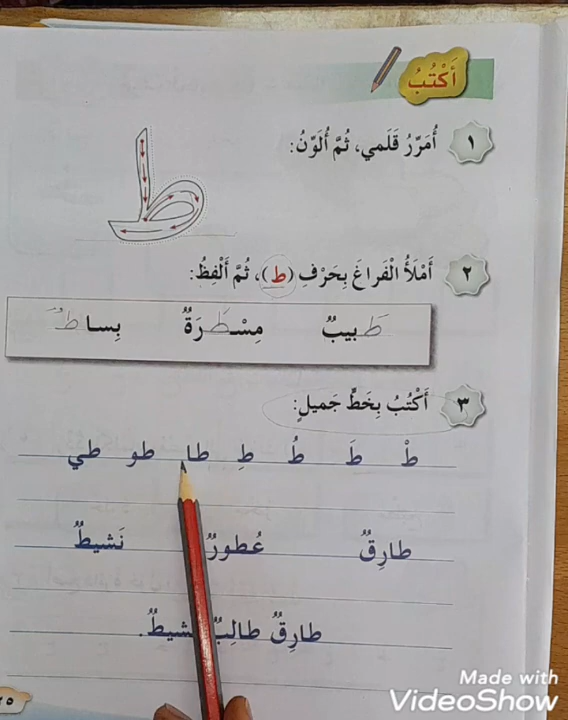 أَكْتُبُ
١ أُمَرِّرُ قَلَمي، ثُمَّ أُلَوِّنُ:
ط
٢ أَمْلَأُ الْفَراغَ بِحَرْفِ (ط)، ثُمَّ أَلْفِظُ:
طَبيبٌ مِسْطَرَةٌ بِساطٌ
٣ أَكْتُبُ بِخَطٍّ جَميلٍ:
طْ طَ طُ طِ طا طو طي
طارِقٌ عُطورٌ نَشيطٌ
طارِقٌ طالِبٌ نَشيطٌ.
Made with
VideoShow